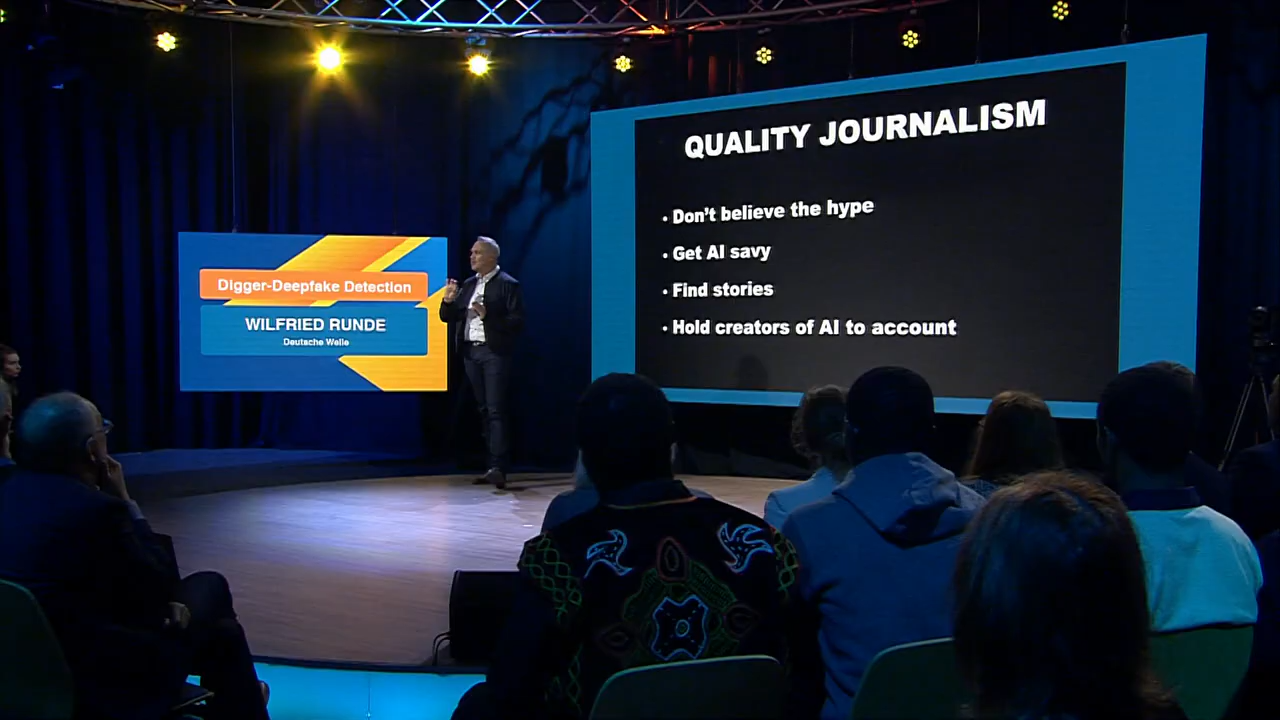 Digger-Deepfake Detection
WILFRIED RUNDE
Deutsche Welle
QUALITY JOURNALISM
• Don't believe the hype
• Get AI savvy
• Find stories
• Hold creators of AI to account